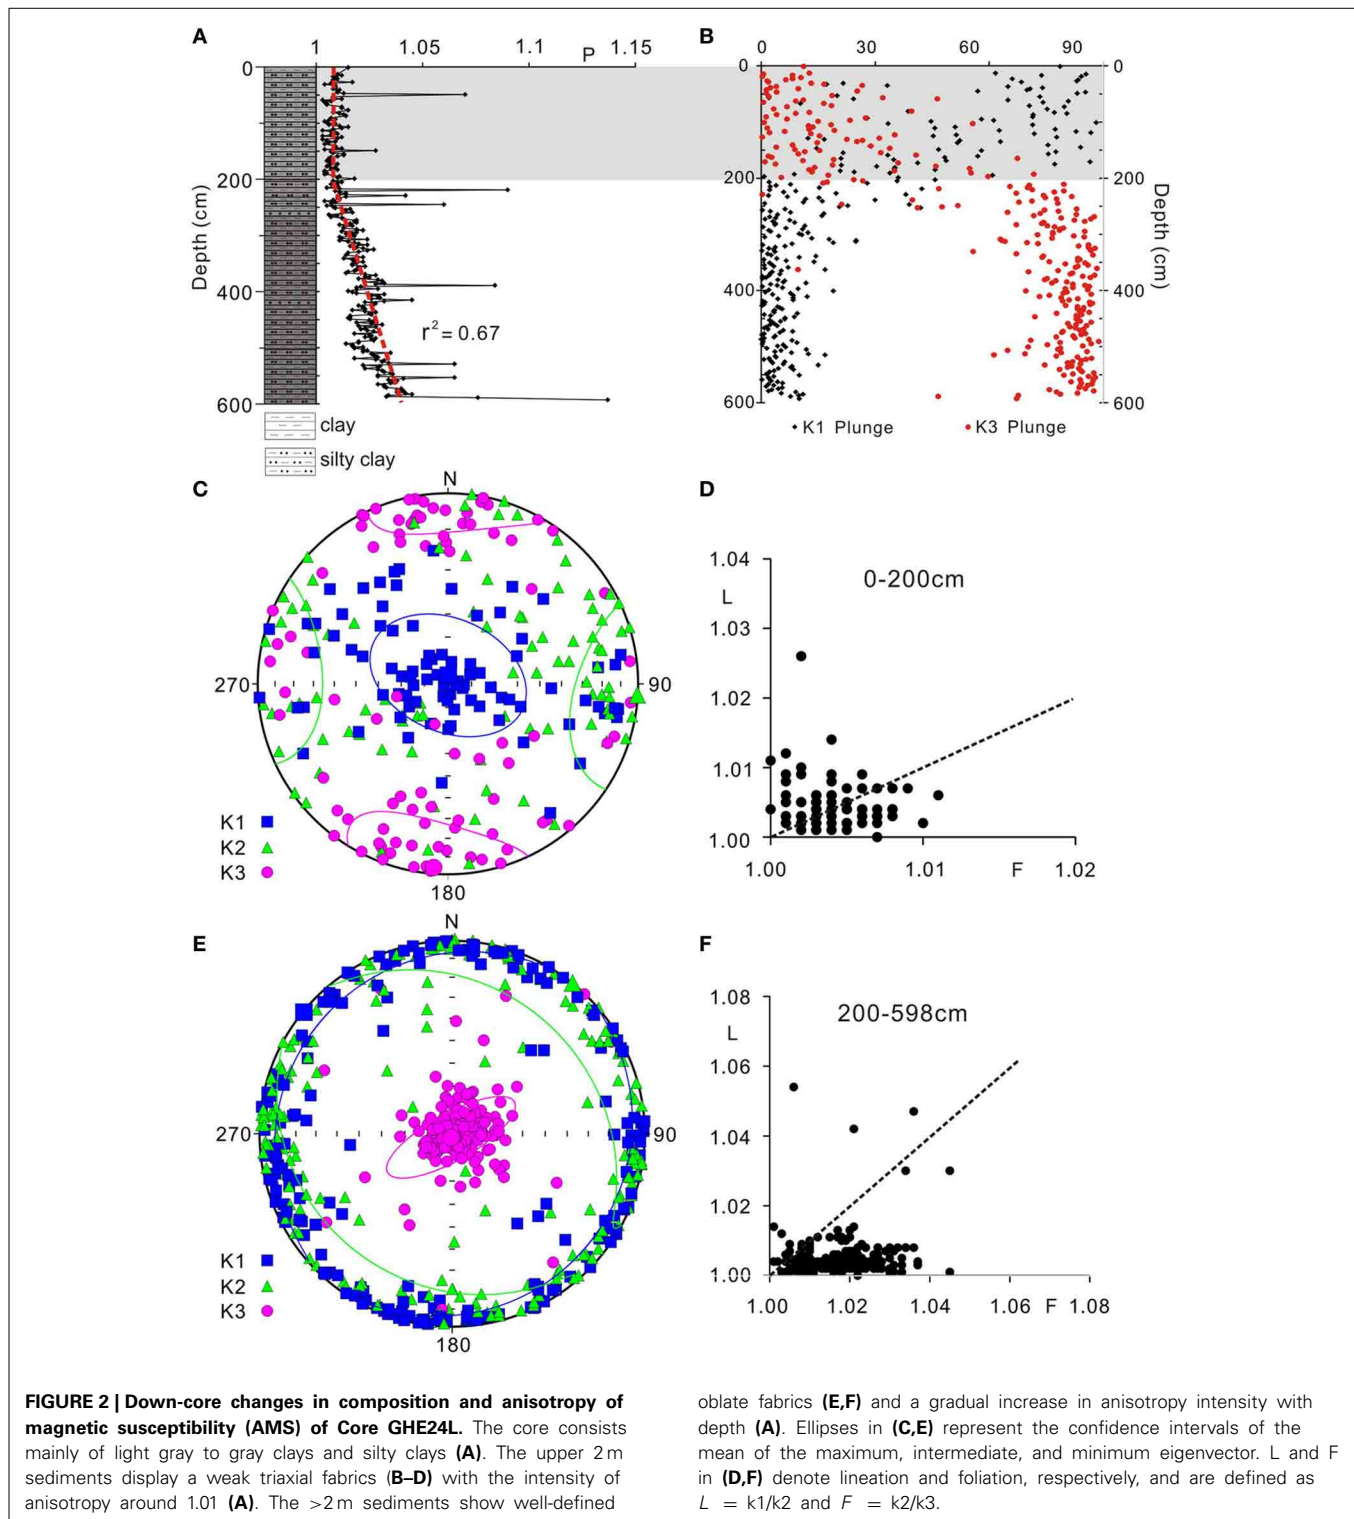 A
1 1.05 1.1 1.15
P
0
200
400
600
Depth (cm)
r² = 0.67
clay
silty clay
B
0 30 60 90
0 0
200 200
400 400
600 600
Depth (cm)
K1 Plunge K3 Plunge
C
N
270 90
180
K1
K2
K3
D
1.04
L
1.03
1.02
1.01
1.00
0-200cm
1.00 1.01 F 1.02
E
N
270 90
180
K1
K2
K3
F
1.08
L
1.06
1.04
1.02
1.00
200-598cm
1.00 1.02 1.04 1.06 F 1.08
FIGURE 2 | Down-core changes in composition and anisotropy of
magnetic susceptibility (AMS) of Core GHE24L. The core consists
mainly of light gray to gray clays and silty clays (A). The upper 2 m
sediments display a weak triaxial fabrics (B–D) with the intensity of
anisotropy around 1.01 (A). The >2 m sediments show well-defined
oblate fabrics (E,F) and a gradual increase in anisotropy intensity with
depth (A). Ellipses in (C,E) represent the confidence intervals of the
mean of the maximum, intermediate, and minimum eigenvector. L and F
in (D,F) denote lineation and foliation, respectively, and are defined as
L = k1/k2 and F = k2/k3.